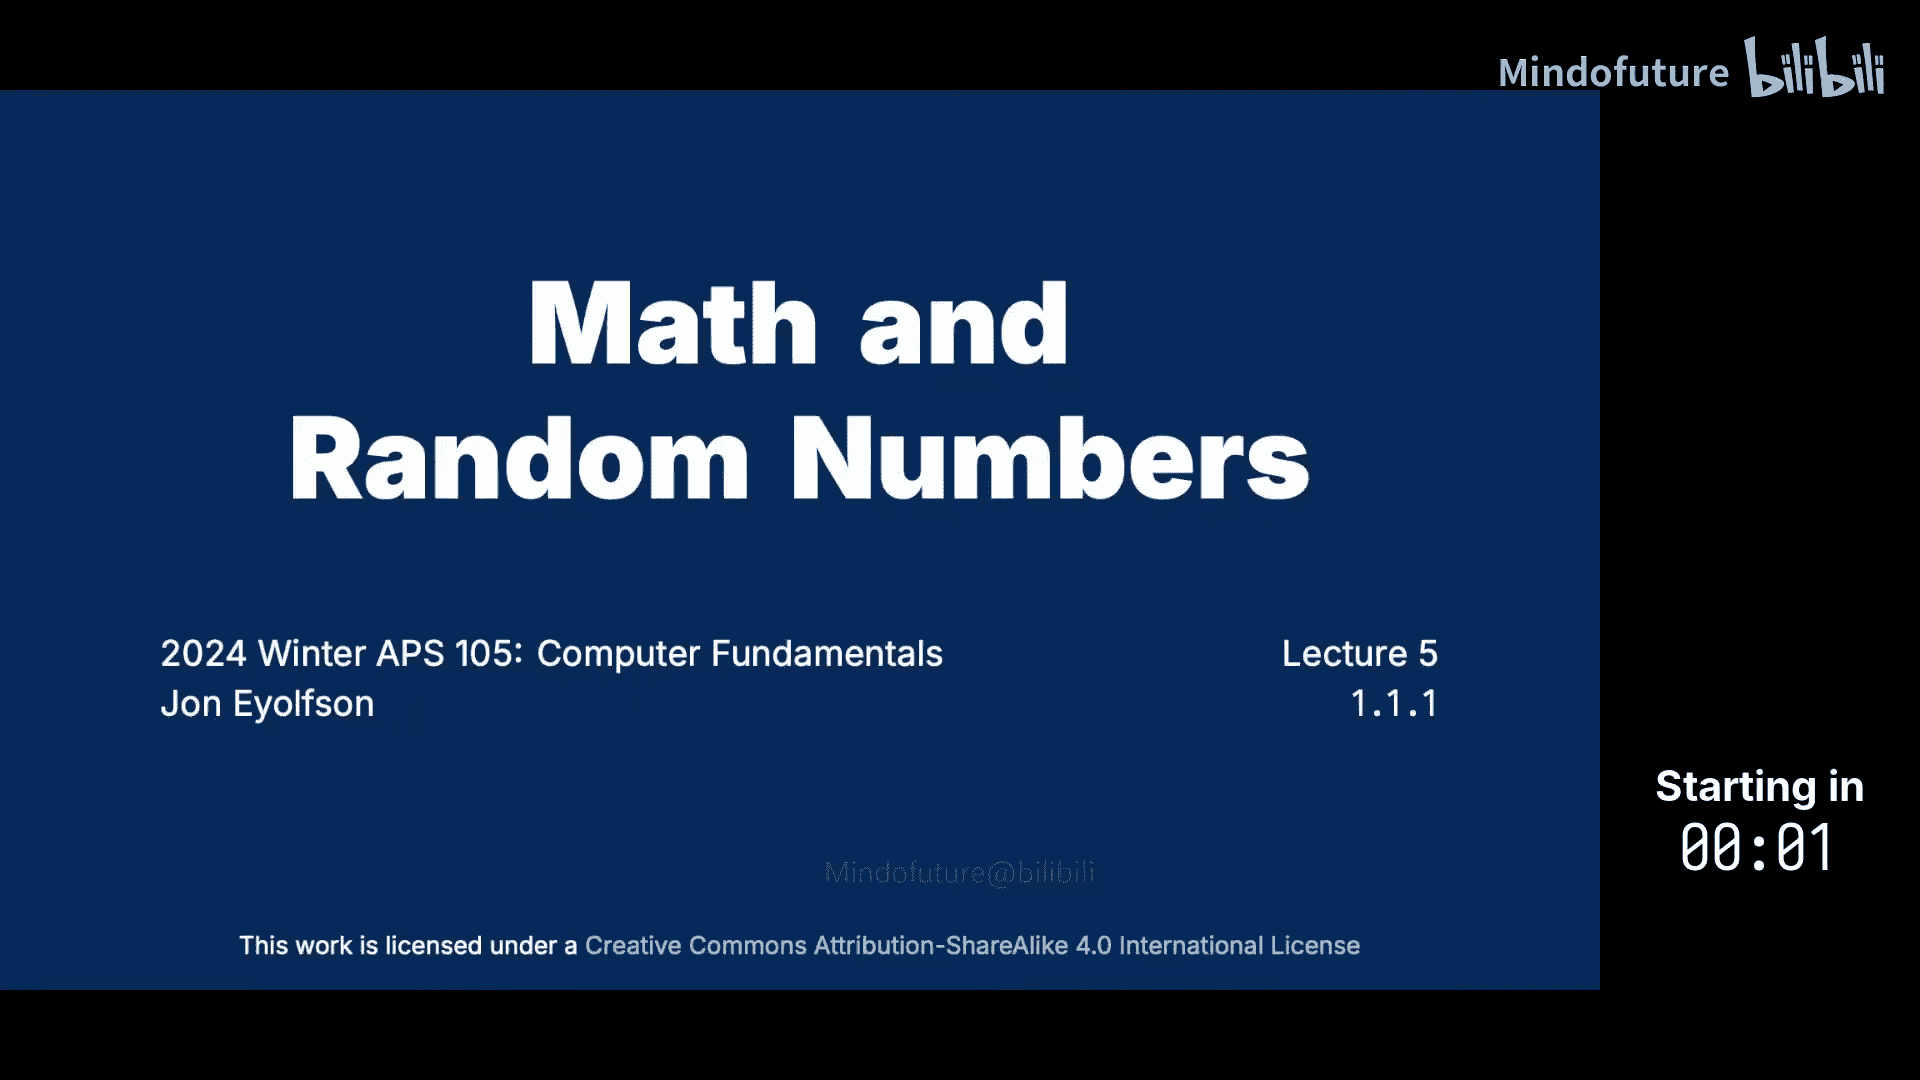 Mindofuture bilibili
Math and
Random Numbers
2024 Winter APS 105: Computer Fundamentals
Jon Eyolfson
Lecture 5
1.1.1
Starting in
00:01
Mindofuture@bilibili
This work is licensed under a Creative Commons Attribution-ShareAlike 4.0 International License